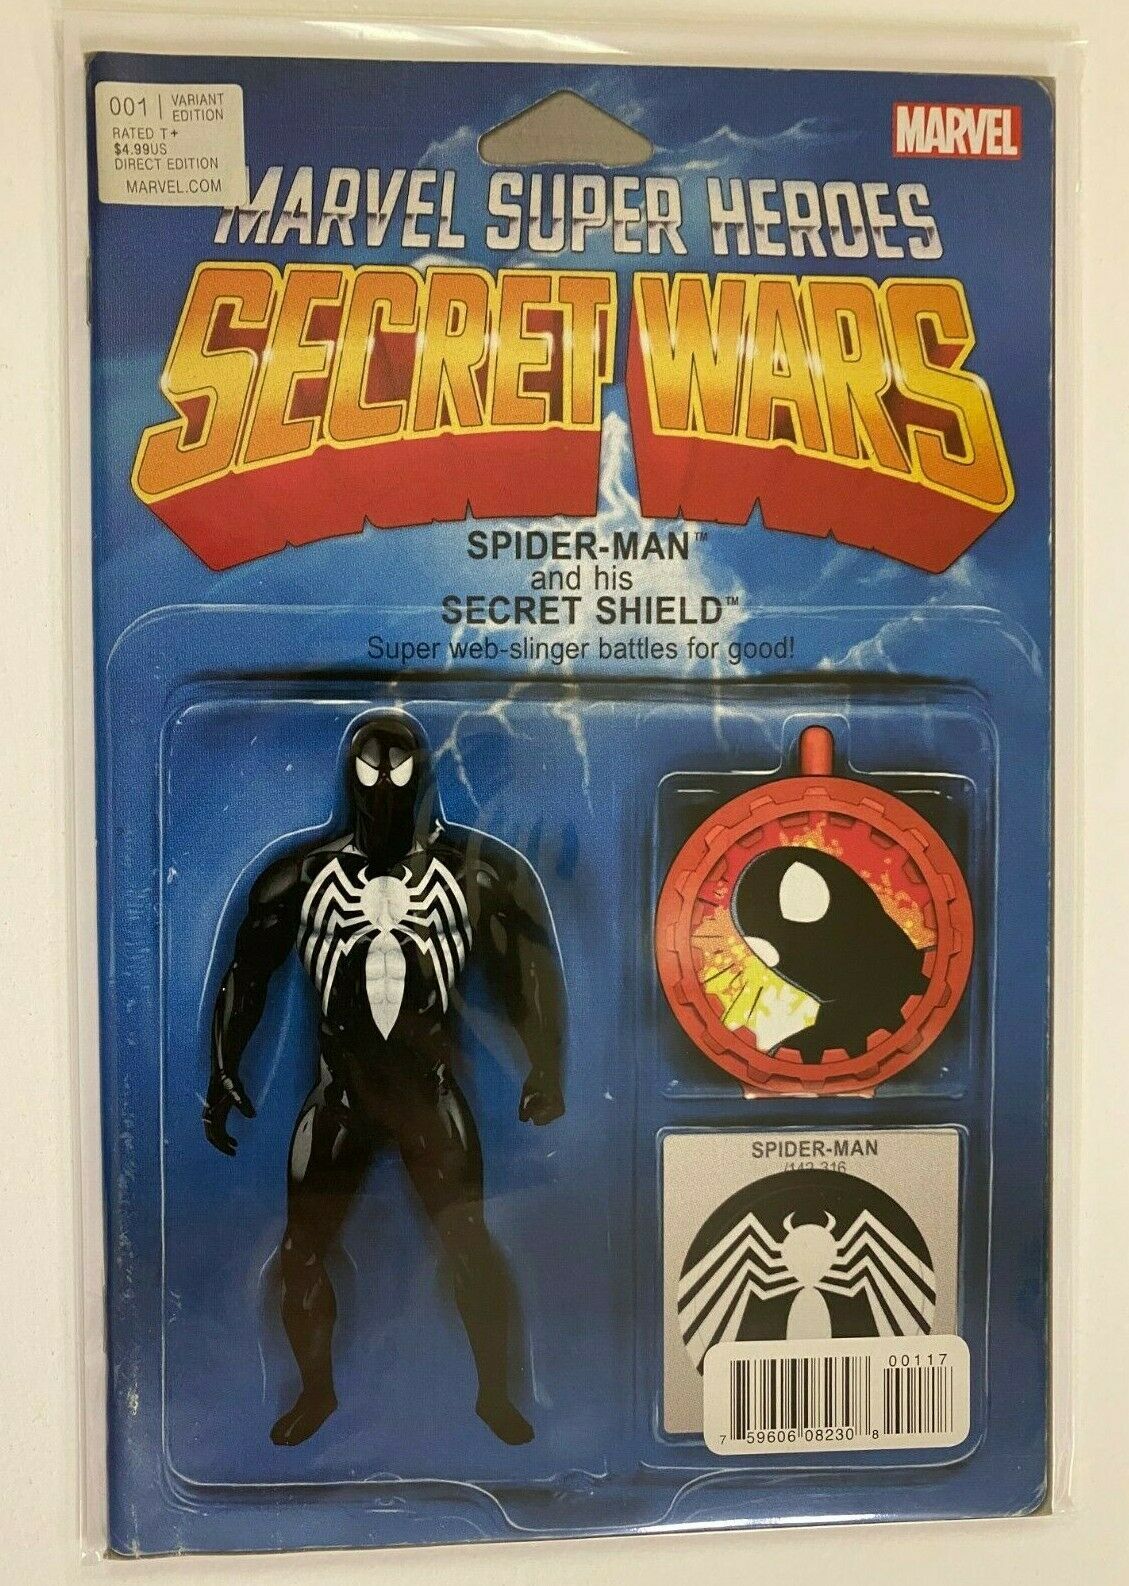 001 | VARIANT EDITION
RATED T+
$4.99US
DIRECT EDITION
MARVEL.COM
MARVEL
MARVEL SUPER HEROES
SECRET WARS
SPIDER-MAN™
and his
SECRET SHIELD™
Super web-slinger battles for good!
SPIDER-MAN
00117
7 59606 08230 8